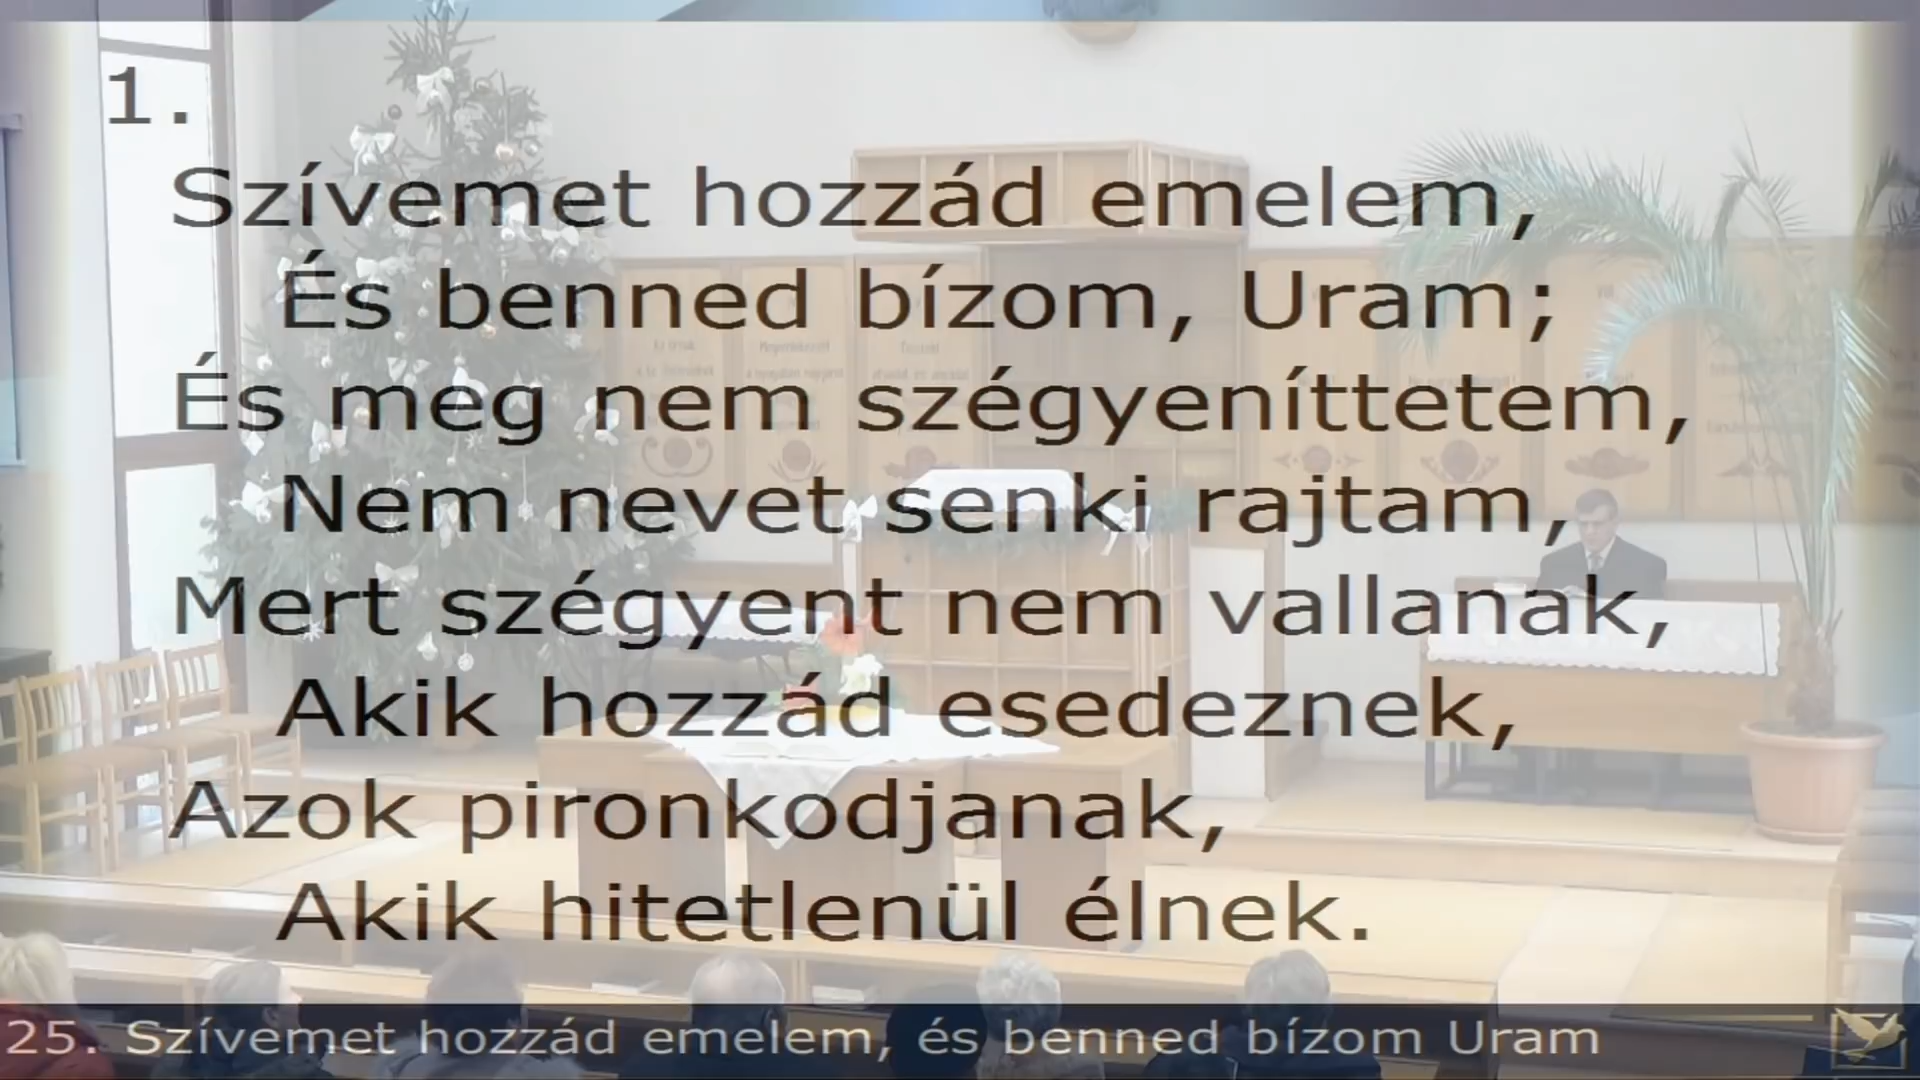 1.
Szívemet hozzád emelem,
És benned bízom, Uram;
És meg nem szégyeníttetem,
Nem nevet senki rajtam,
Mert szégyent nem vallanak,
Akik hozzád esedeznek,
Azok pironkodjanak,
Akik hitetlenül élnek.
25. Szívemet hozzád emelem, és benned bízom Uram